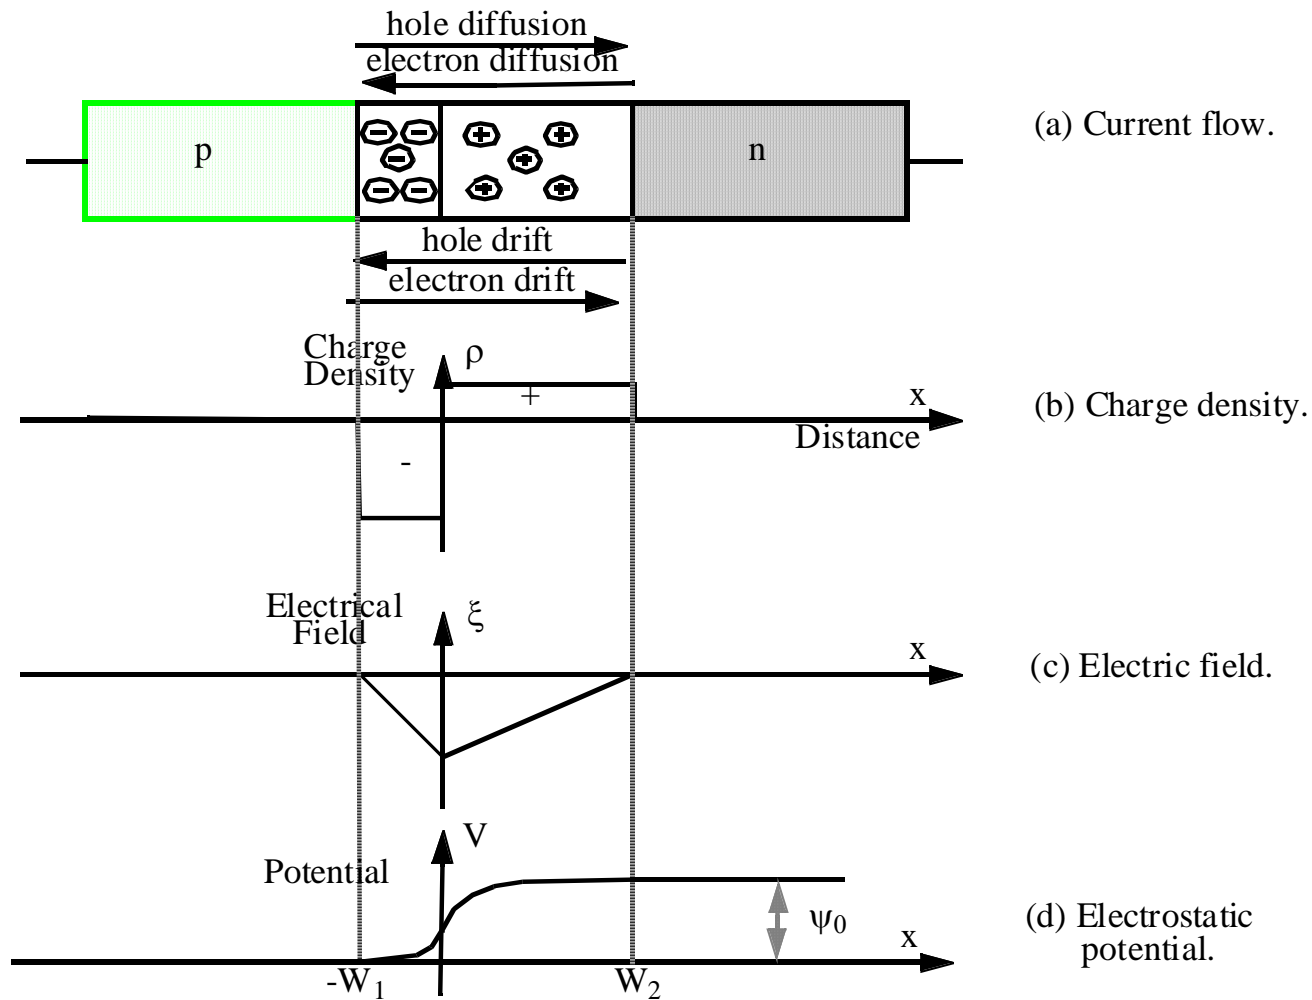 hole diffusion
electron diffusion
(a) Current flow.
p
n
hole drift
electron drift
Charge
Density
ρ
+
x
(b) Charge density.
Distance
-
Electrical
Field
ξ
x
(c) Electric field.
V
Potential
ψ0
(d) Electrostatic
potential.
x
-W1
W2